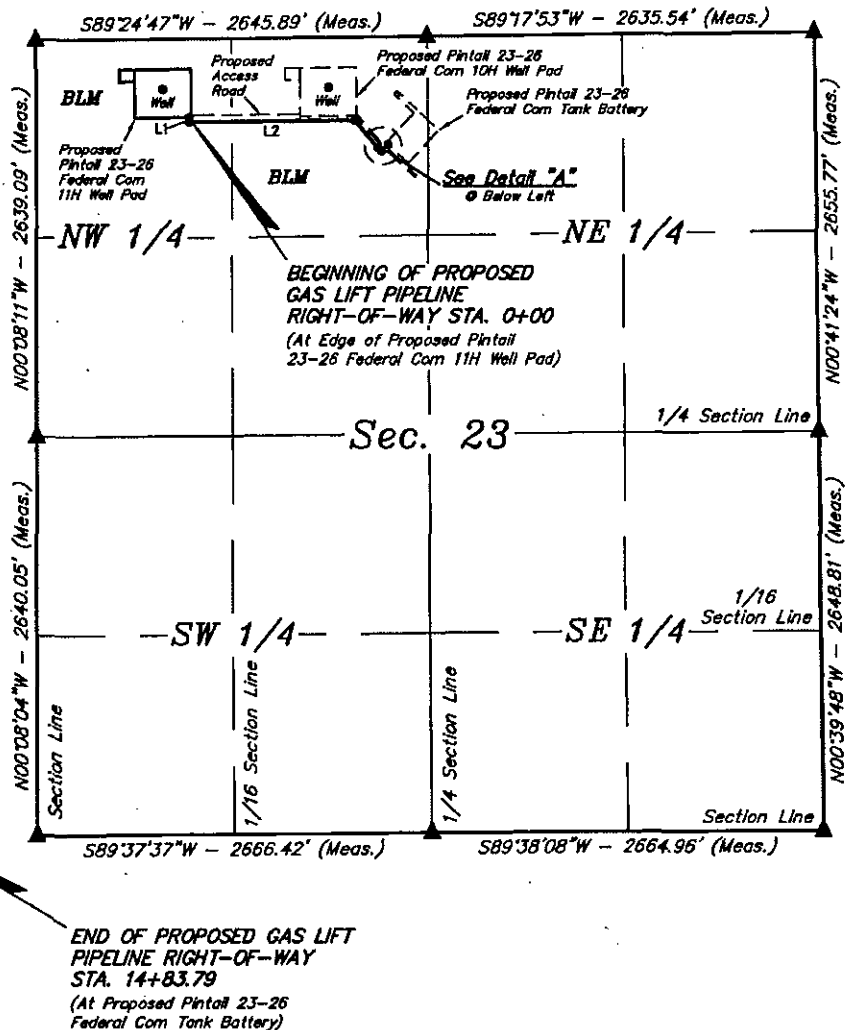 S89°24'47"W - 2645.89' (Meas.)
S89°17'53"W - 2635.54' (Meas.)
N00°08'11"W - 2639.09' (Meas.)
N00°41'24"W - 2655.77' (Meas.)
BLM
Well
Proposed
Access
Road
Well
Proposed Pintail 23-26
Federal Com 10H Well Pad
Proposed Pintail 23-26
Federal Com Tank Battery
L1
L2
Proposed
Pintail 23-26
Federal Com
11H Well Pad
BLM
See Detail "A"
@ Below Left
NW 1/4
NE 1/4
BEGINNING OF PROPOSED
GAS LIFT PIPELINE
RIGHT-OF-WAY STA. 0+00
(At Edge of Proposed Pintail
23-26 Federal Com 11H Well Pad)
1/4 Section Line
Sec. 23
N00°08'04"W - 2640.05' (Meas.)
N00°39'48"W - 2648.81' (Meas.)
1/16
Section Line
SW 1/4
SE 1/4
Section Line
1/16 Section Line
1/4 Section Line
Section Line
S89°37'37"W - 2666.42' (Meas.)
S89°38'08"W - 2664.96' (Meas.)
END OF PROPOSED GAS LIFT
PIPELINE RIGHT-OF-WAY
STA. 14+83.79
(At Proposed Pintail 23-26
Federal Com Tank Battery)